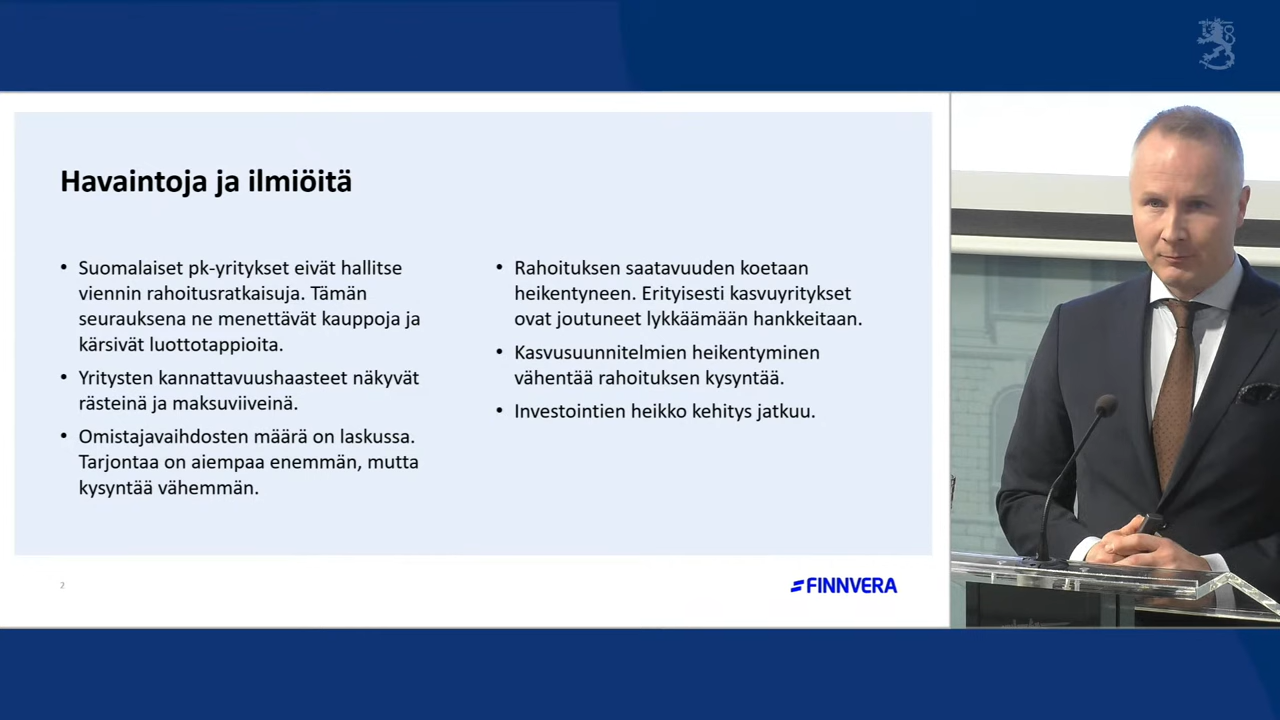 Havaintoja ja ilmiöitä
• Suomalaiset pk-yritykset eivät hallitse
viennin rahoitusratkaisuja. Tämän
seurauksena ne menettävät kauppoja ja
kärsivät luottotappioita.
• Yritysten kannattavuushaasteet näkyvät
rästeinä ja maksuviiveinä.
• Omistajavaihdosten määrä on laskussa.
Tarjontaa on aiempaa enemmän, mutta
kysyntää vähemmän.
• Rahoituksen saatavuuden koetaan
heikentyneen. Erityisesti kasvuyritykset
ovat joutuneet lykkäämään hankkeitaan.
• Kasvusuunnitelmien heikentyminen
vähentää rahoituksen kysyntää.
• Investointien heikko kehitys jatkuu.
2
FINNVERA